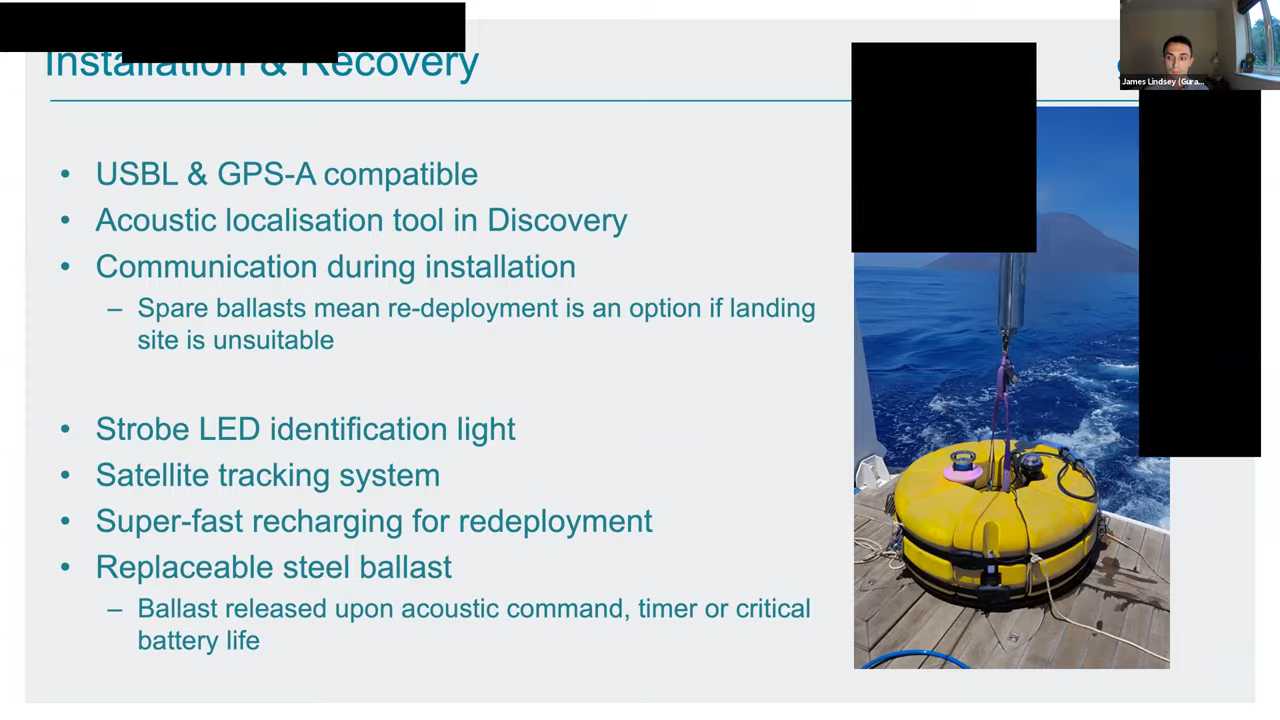 Installation & Recovery
James Lindsey (Gura...
• USBL & GPS-A compatible
• Acoustic localisation tool in Discovery
• Communication during installation
– Spare ballasts mean re-deployment is an option if landing
site is unsuitable
• Strobe LED identification light
• Satellite tracking system
• Super-fast recharging for redeployment
• Replaceable steel ballast
– Ballast released upon acoustic command, timer or critical
battery life